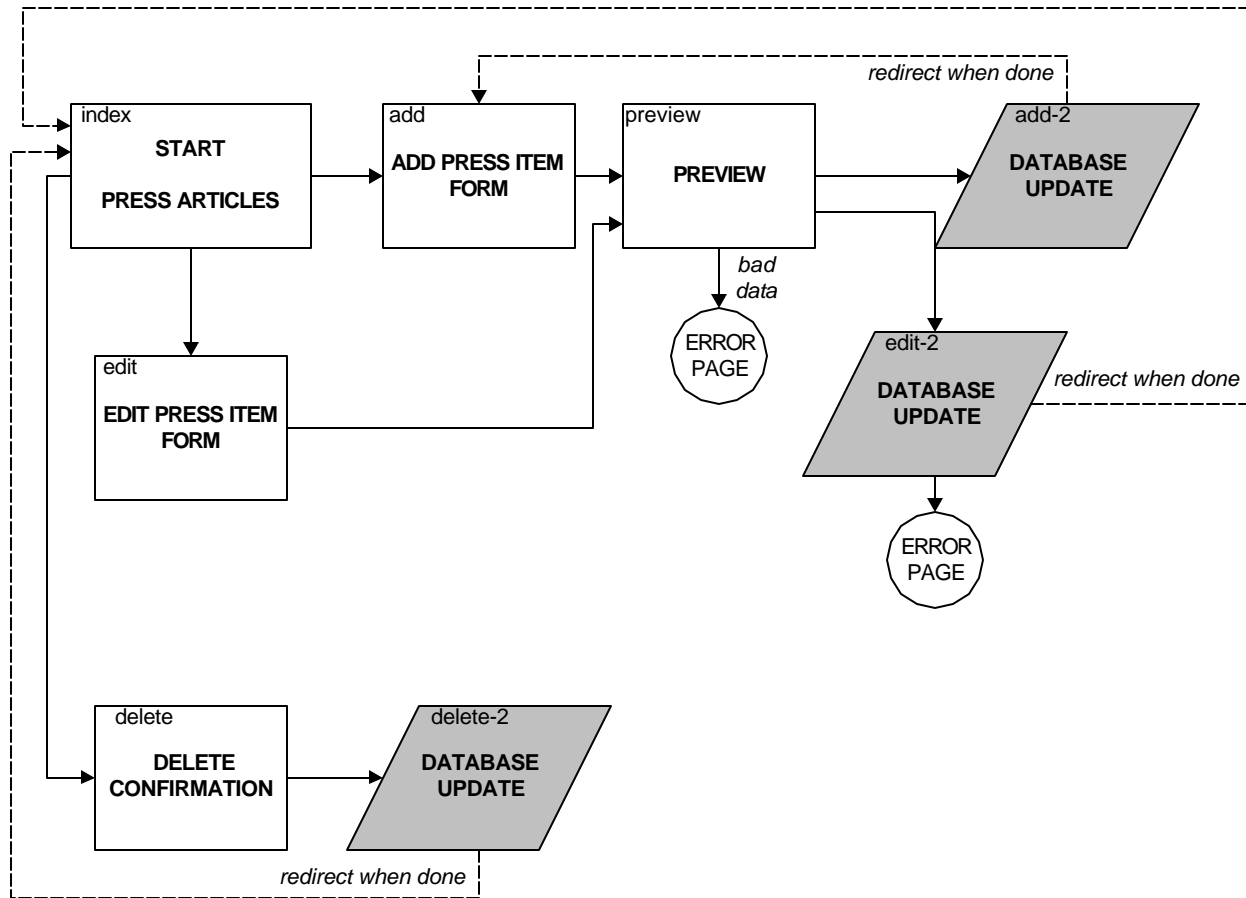 redirect when done
index
START
PRESS ARTICLES
add
ADD PRESS ITEM
FORM
preview
PREVIEW
add-2
DATABASE
UPDATE
bad
data
ERROR
PAGE
edit
EDIT PRESS ITEM
FORM
edit-2
DATABASE
UPDATE
redirect when done
ERROR
PAGE
delete
DELETE
CONFIRMATION
delete-2
DATABASE
UPDATE
redirect when done